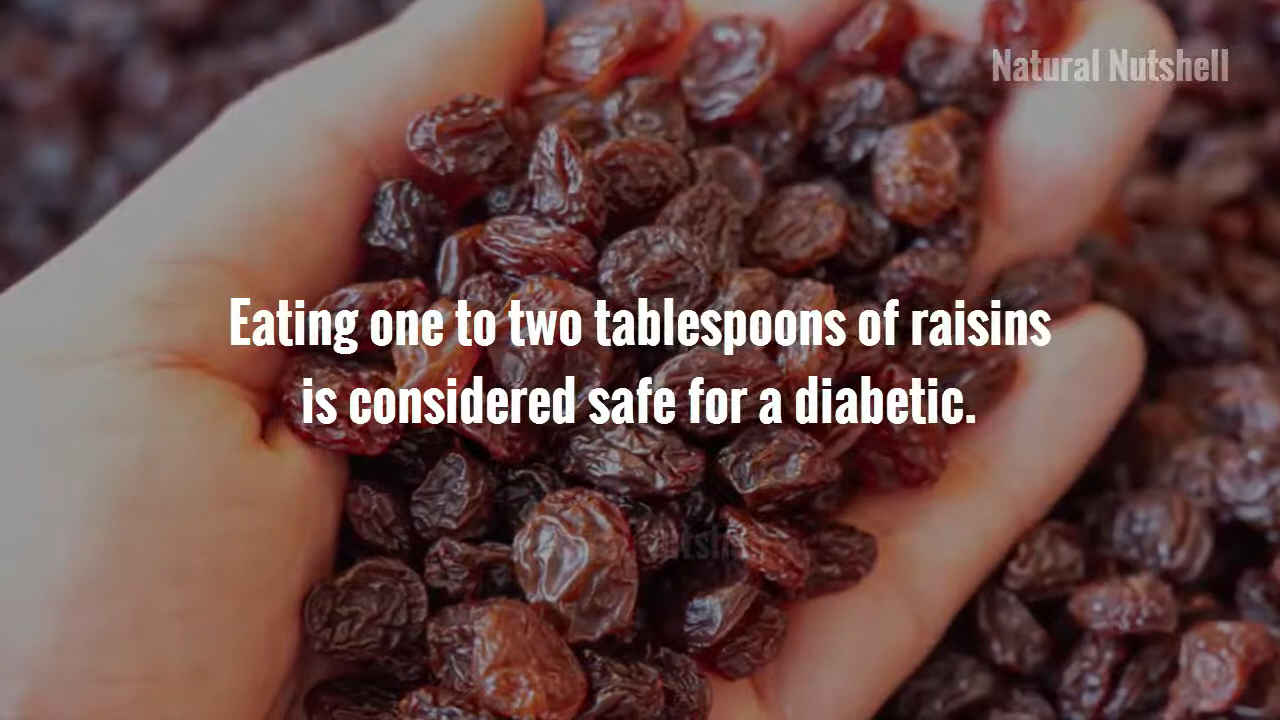 Natural Nutshell
Eating one to two tablespoons of raisins
is considered safe for a diabetic.